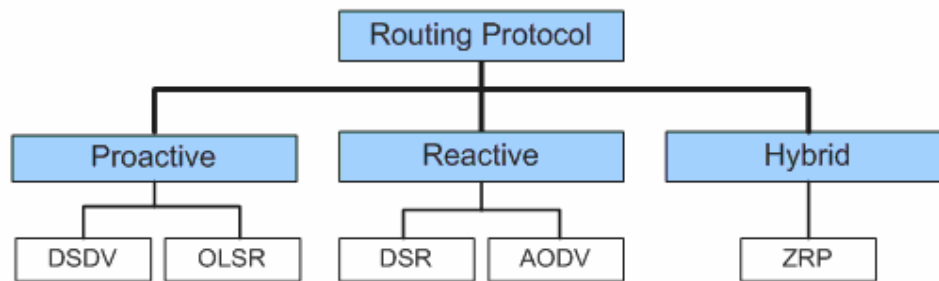 Routing Protocol
Proactive
Reactive
Hybrid
DSDV
OLSR
DSR
AODV
ZRP